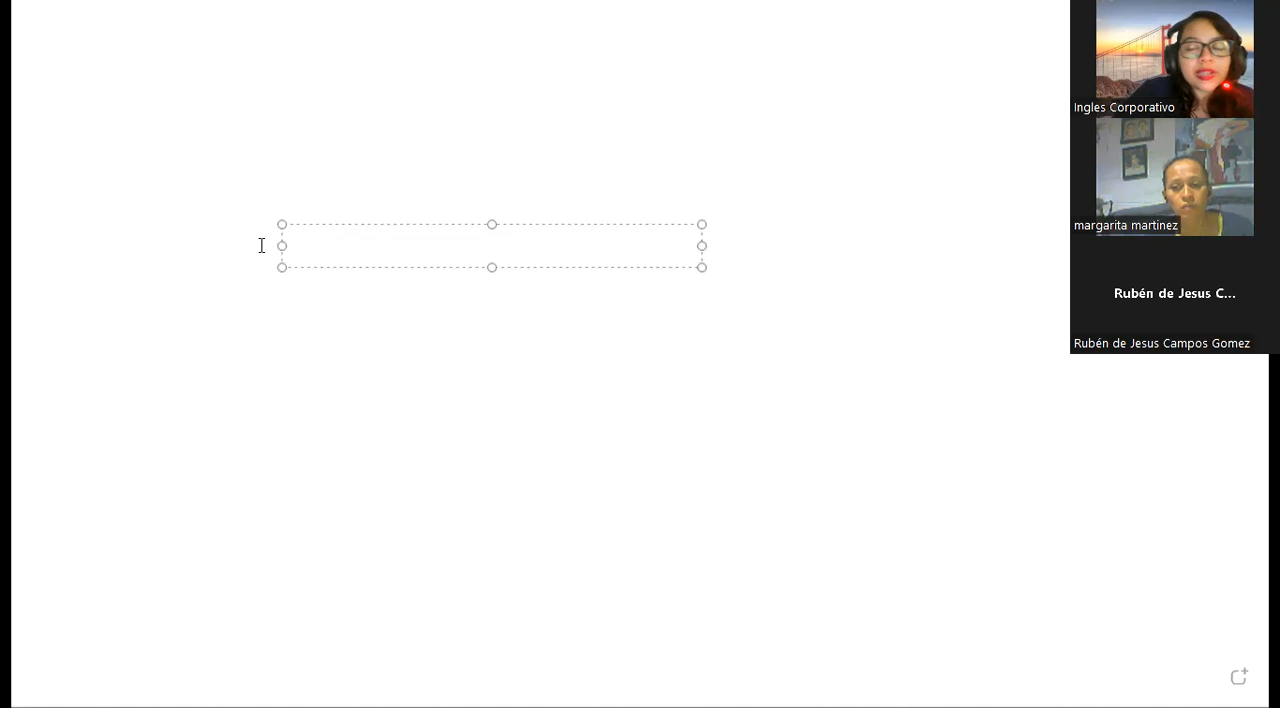 Ingles Corporativo
margarita martinez
Rubén de Jesus C...
Rubén de Jesus Campos Gomez